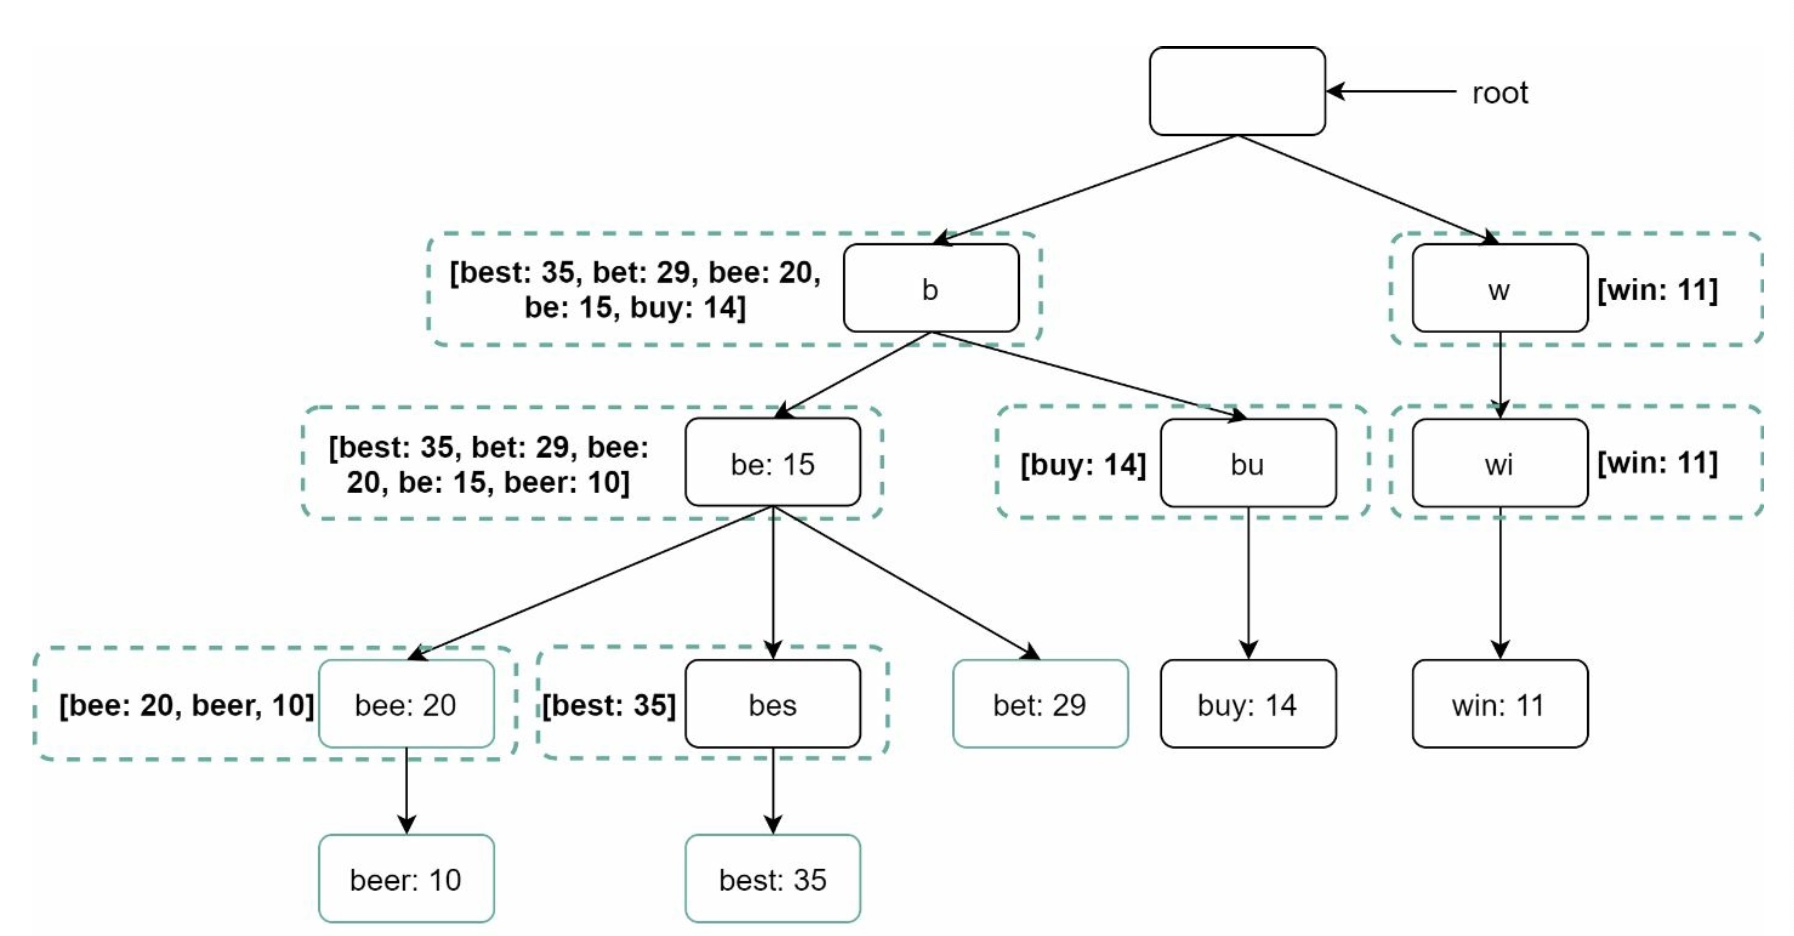 root
[best: 35, bet: 29, bee: 20,
be: 15, buy: 14]
b
w
[win: 11]
[best: 35, bet: 29, bee:
20, be: 15, beer: 10]
be: 15
[buy: 14]
bu
wi
[win: 11]
[bee: 20, beer, 10]
bee: 20
[best: 35]
bes
bet: 29
buy: 14
win: 11
beer: 10
best: 35